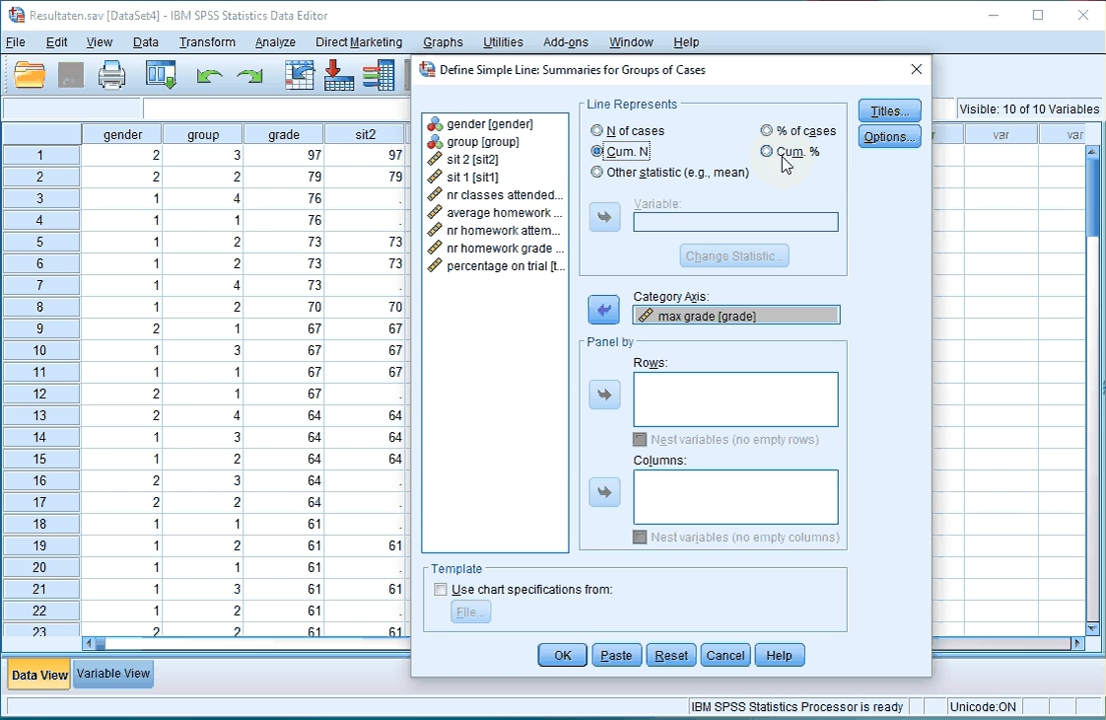 Resultaten.sav [DataSet4] - IBM SPSS Statistics Data Editor
File Edit View Data Transform Analyze Direct Marketing Graphs Utilities Add-ons Window Help
Visible: 10 of 10 Variables
gender group grade sit2 var var
1 2 3 97 97
2 2 2 79 79
3 1 4 76 .
4 1 1 76 .
5 1 2 73 73
6 1 2 73 73
7 1 4 73 .
8 1 2 70 70
9 2 1 67 67
10 1 3 67 67
11 1 1 67 67
12 2 1 67 .
13 2 4 64 64
14 1 3 64 64
15 1 2 64 64
16 2 3 64 .
17 2 2 64 .
18 1 1 61 .
19 1 2 61 61
20 1 1 61 .
21 1 3 61 61
22 1 2 61 .
23 2 2 61 61
Data View Variable View
IBM SPSS Statistics Processor is ready Unicode:ON
Define Simple Line: Summaries for Groups of Cases
gender [gender]
group [group]
sit 2 [sit2]
sit 1 [sit1]
nr classes attended...
average homework ...
nr homework attem...
nr homework grade ...
percentage on trial [t...
Line Represents
N of cases % of cases
Cum. N Cum. %
Other statistic (e.g., mean)
Variable:
Change Statistic...
Category Axis:
max grade [grade]
Panel by
Rows:
Nest variables (no empty rows)
Columns:
Nest variables (no empty columns)
Titles...
Options...
Template
Use chart specifications from:
File...
OK Paste Reset Cancel Help